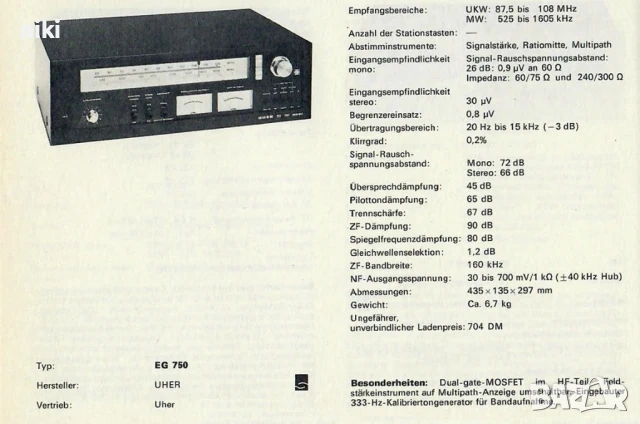 Empfangsbereiche: UKW: 87,5 bis 108 MHz
MW: 525 bis 1605 kHz
Anzahl der Stationstasten: —
Abstimminstrumente: Signalstärke, Ratiomitte, Multipath
Eingangsempfindlichkeit mono: Signal-Rauschspannungsabstand:
26 dB: 0,9 µV an 60 Ω
Impedanz: 60/75 Ω und 240/300 Ω
Eingangsempfindlichkeit
stereo: 30 µV
Begrenzereinsatz: 0,8 µV
Übertragungsbereich: 20 Hz bis 15 kHz (−3 dB)
Klirrgrad: 0,2%
Signal-Rausch-
spannungsabstand: Mono: 72 dB
Stereo: 66 dB
Übersprechdämpfung: 45 dB
Pilottondämpfung: 65 dB
Trennschärfe: 67 dB
ZF-Dämpfung: 90 dB
Spiegelfrequenzdämpfung: 80 dB
Gleichwellenselektion: 1,2 dB
ZF-Bandbreite: 160 kHz
NF-Ausgangsspannung: 30 bis 700 mV/1 kΩ (±40 kHz Hub)
Abmessungen: 435×135×297 mm
Gewicht: Ca. 6,7 kg
Ungefährer,
unverbindlicher Ladenpreis: 704 DM
Typ: EG 750
Hersteller: UHER
Vertrieb: Uher
Besonderheiten: Dual-gate-MOSFET im HF-Teil. Feld-
stärkeinstrument auf Multipath-Anzeige umschaltbar. Eingebauter
333-Hz-Kalibriertongenerator für Bandaufnahme